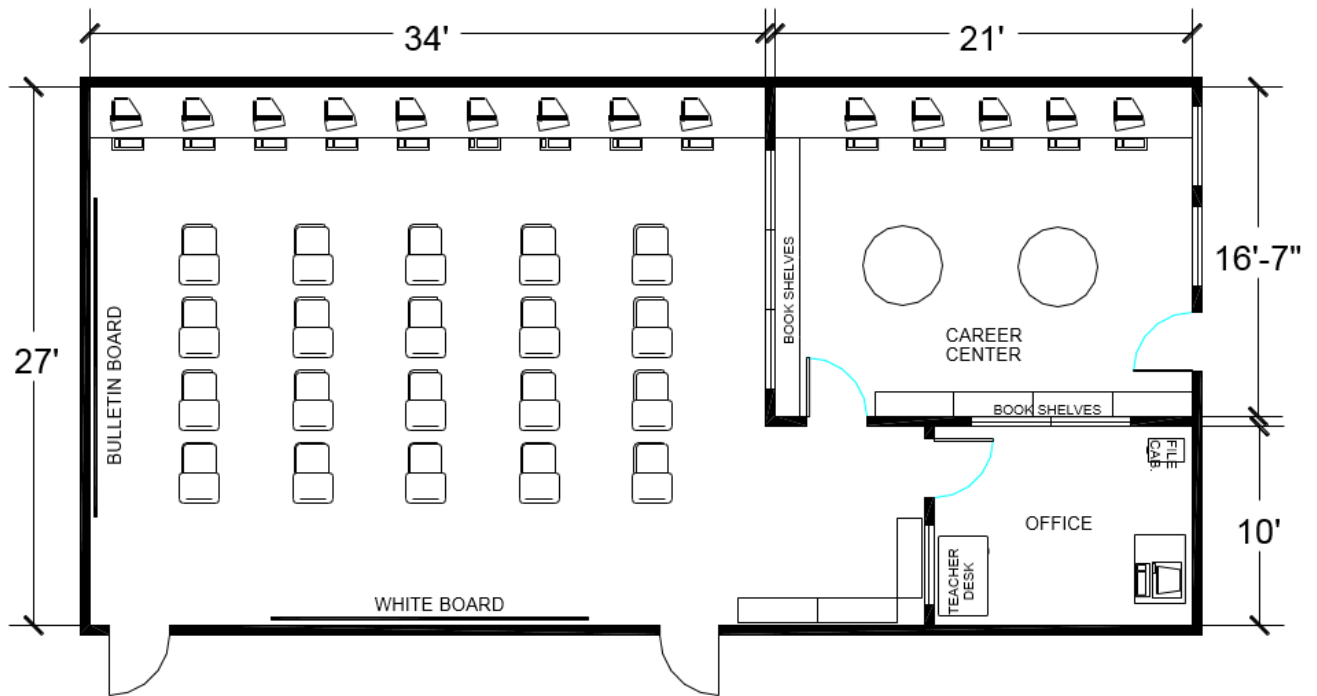 34'
21'
27'
16'-7"
10'
BULLETIN BOARD
BOOK SHELVES
CAREER
CENTER
BOOK SHELVES
FILE
CAB.
OFFICE
TEACHER
DESK
WHITE BOARD